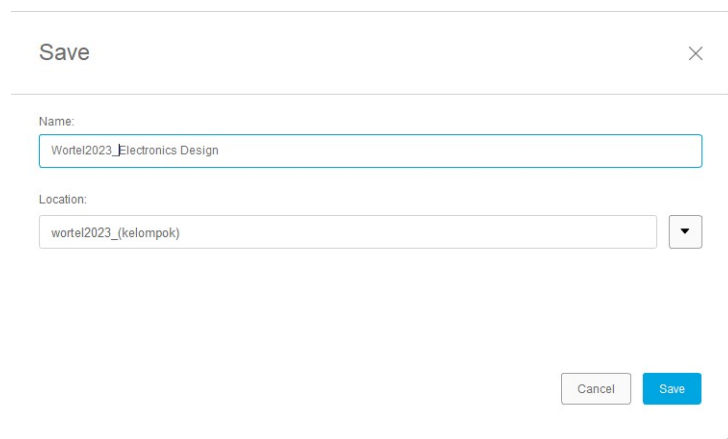 Save
Name:
Wortel2023_Electronics Design
Location:
wortel2023_(kelompok)
Cancel
Save